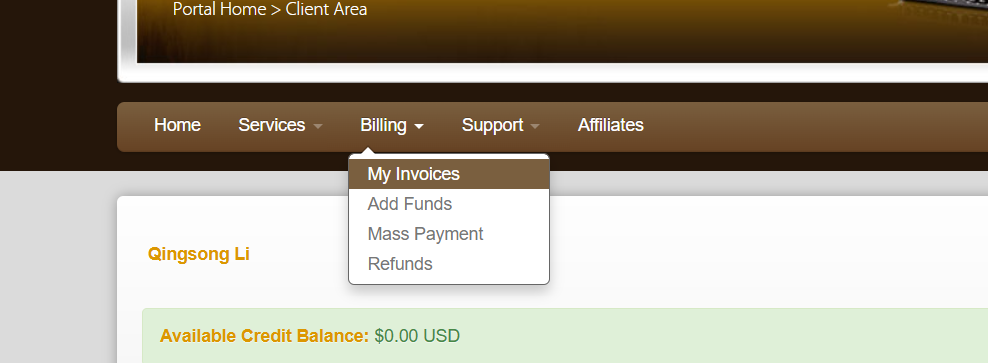 Portal Home > Client Area
Home Services Billing Support Affiliates
My Invoices
Add Funds
Mass Payment
Refunds
Qingsong Li
Available Credit Balance: $0.00 USD